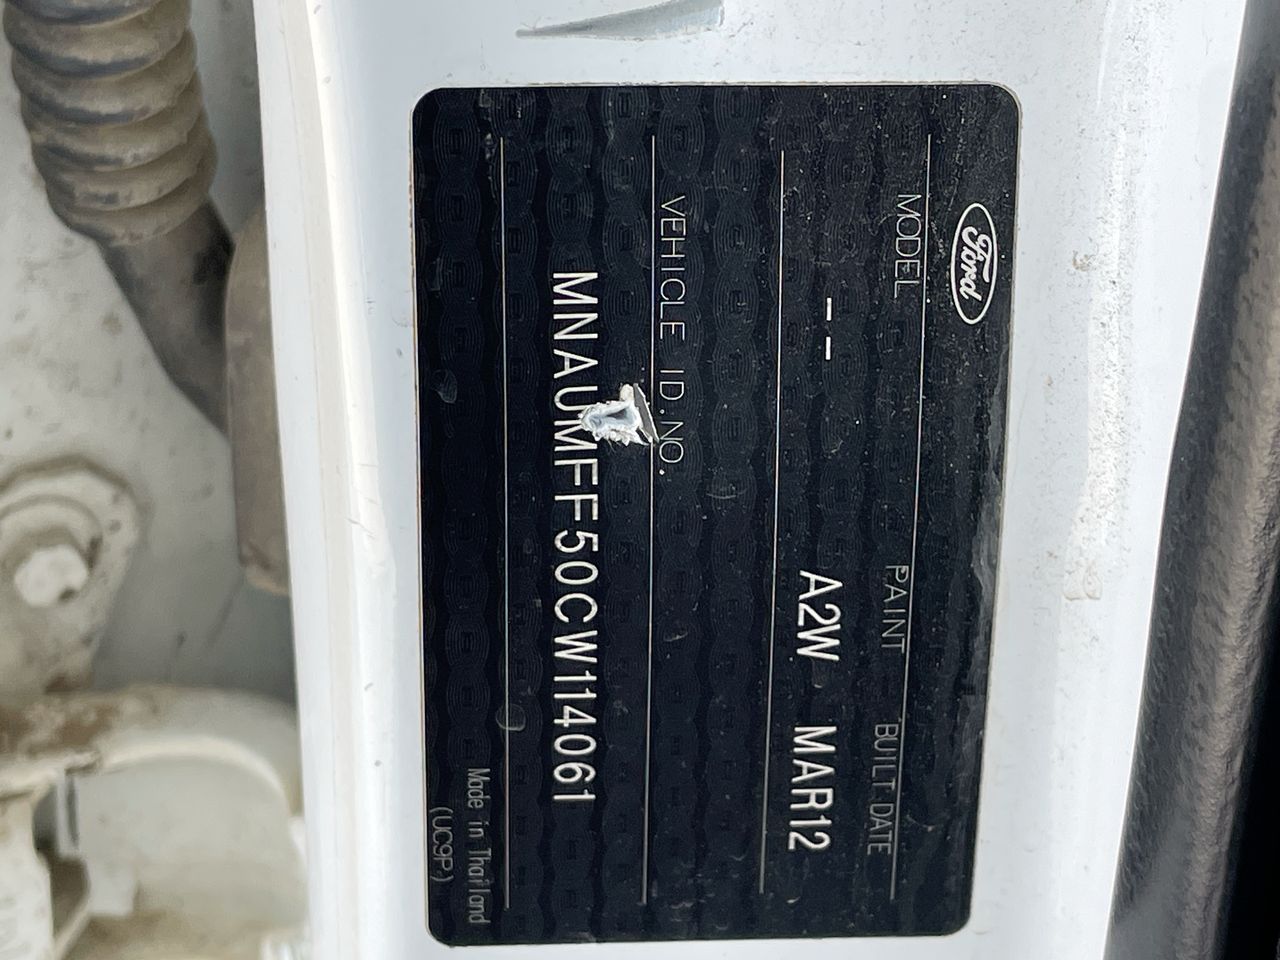 Ford
MODEL PAINT BUILT DATE
-- A2W MAR12
VEHICLE ID.NO.
MNAUMFF50CW114061
Made in Thailand
(UC9P)